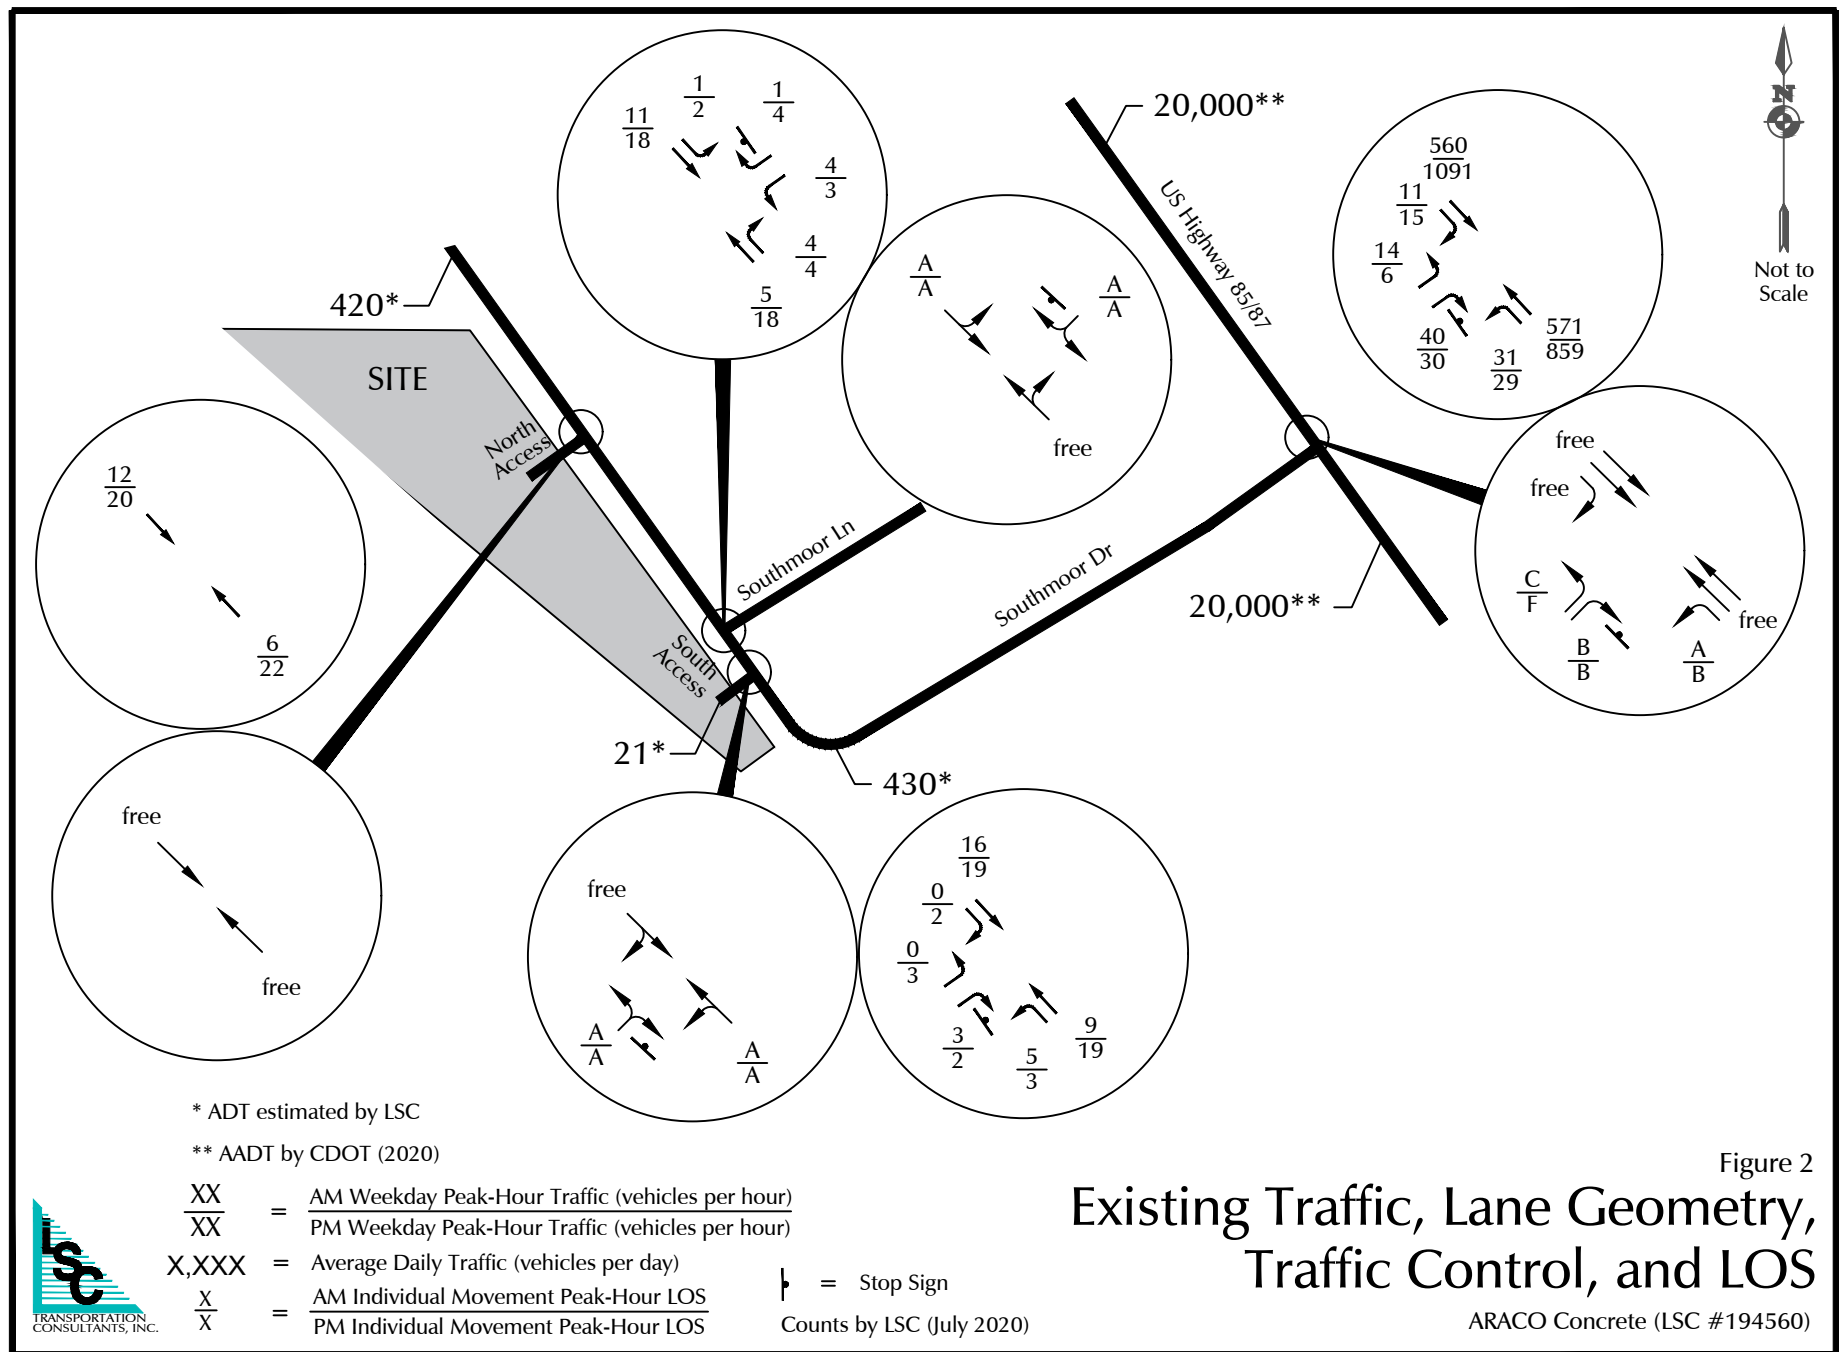 1
2
1
4
11
18
4
3
4
4
5
18
20,000**
560
1091
11
15
14
6
40
30
31
29
571
859
N
Not to
Scale
US Highway 85/87
A
A
A
A
free
420*
SITE
North
Access
Southmoor Ln
Southmoor Dr
South
Access
20,000**
free
free
C
F
B
B
A
B
free
12
20
6
22
free
free
21*
430*
free
A
A
A
A
16
19
0
2
0
3
3
2
5
3
9
19
* ADT estimated by LSC
** AADT by CDOT (2020)
XX
XX
=
AM Weekday Peak-Hour Traffic (vehicles per hour)
PM Weekday Peak-Hour Traffic (vehicles per hour)
X,XXX = Average Daily Traffic (vehicles per day)
X
X
=
AM Individual Movement Peak-Hour LOS
PM Individual Movement Peak-Hour LOS
= Stop Sign
Counts by LSC (July 2020)
LSC
TRANSPORTATION
CONSULTANTS, INC.
Figure 2
Existing Traffic, Lane Geometry,
Traffic Control, and LOS
ARACO Concrete (LSC #194560)